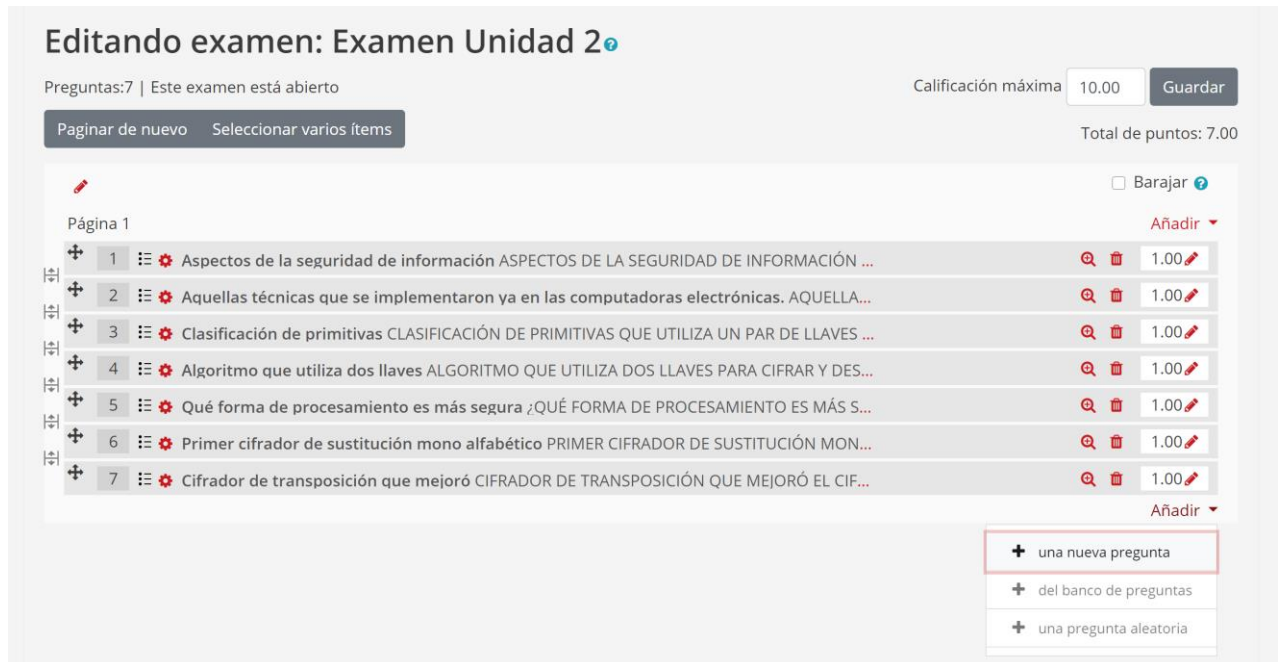 Editando examen: Examen Unidad 2
Preguntas:7 | Este examen está abierto
Calificación máxima 10.00 Guardar
Paginar de nuevo Seleccionar varios ítems
Total de puntos: 7.00
Barajar
Página 1
Añadir
1 Aspectos de la seguridad de información ASPECTOS DE LA SEGURIDAD DE INFORMACIÓN ... 1.00
2 Aquellas técnicas que se implementaron ya en las computadoras electrónicas. AQUELLA... 1.00
3 Clasificación de primitivas CLASIFICACIÓN DE PRIMITIVAS QUE UTILIZA UN PAR DE LLAVES ... 1.00
4 Algoritmo que utiliza dos llaves ALGORITMO QUE UTILIZA DOS LLAVES PARA CIFRAR Y DES... 1.00
5 Qué forma de procesamiento es más segura ¿QUÉ FORMA DE PROCESAMIENTO ES MÁS S... 1.00
6 Primer cifrador de sustitución mono alfabético PRIMER CIFRADOR DE SUSTITUCIÓN MON... 1.00
7 Cifrador de transposición que mejoró CIFRADOR DE TRANSPOSICIÓN QUE MEJORÓ EL CIF... 1.00
Añadir
una nueva pregunta
del banco de preguntas
una pregunta aleatoria